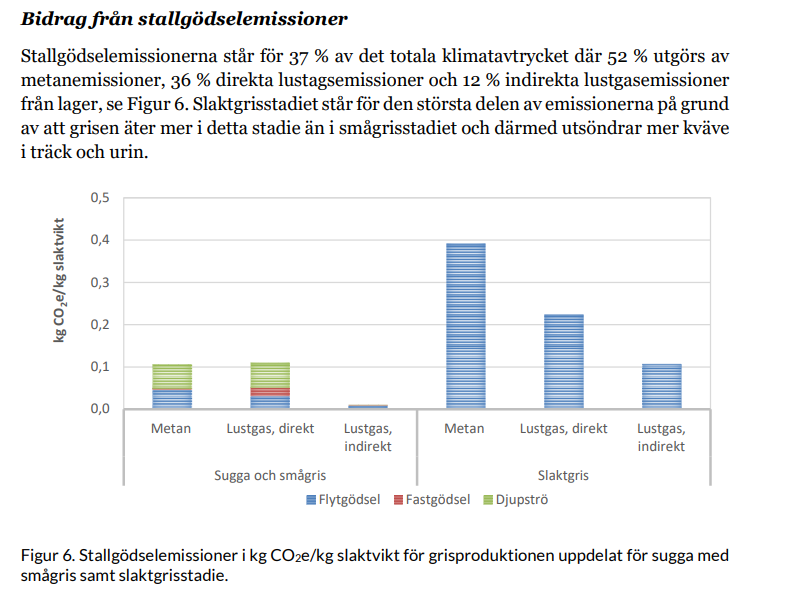 Bidrag från stallgödselemissioner
Stallgödselemissionerna står för 37 % av det totala klimatavtrycket där 52 % utgörs av
metanemissioner, 36 % direkta lustagsemissioner och 12 % indirekta lustgasemissioner
från lager, se Figur 6. Slaktgrisstadiet står för den största delen av emissionerna på grund
av att grisen äter mer i detta stadie än i smågrisstadiet och därmed utsöndrar mer kväve
i träck och urin.
kg CO₂e/kg slaktvikt
0,5
0,4
0,3
0,2
0,1
0,0
Metan
Lustgas, direkt
Lustgas,
indirekt
Metan
Lustgas, direkt
Lustgas,
indirekt
Sugga och smågris
Slaktgris
Flytgödsel
Fastgödsel
Djupströ
Figur 6. Stallgödselemissioner i kg CO₂e/kg slaktvikt för grisproduktionen uppdelat för sugga med
smågris samt slaktgrisstadie.